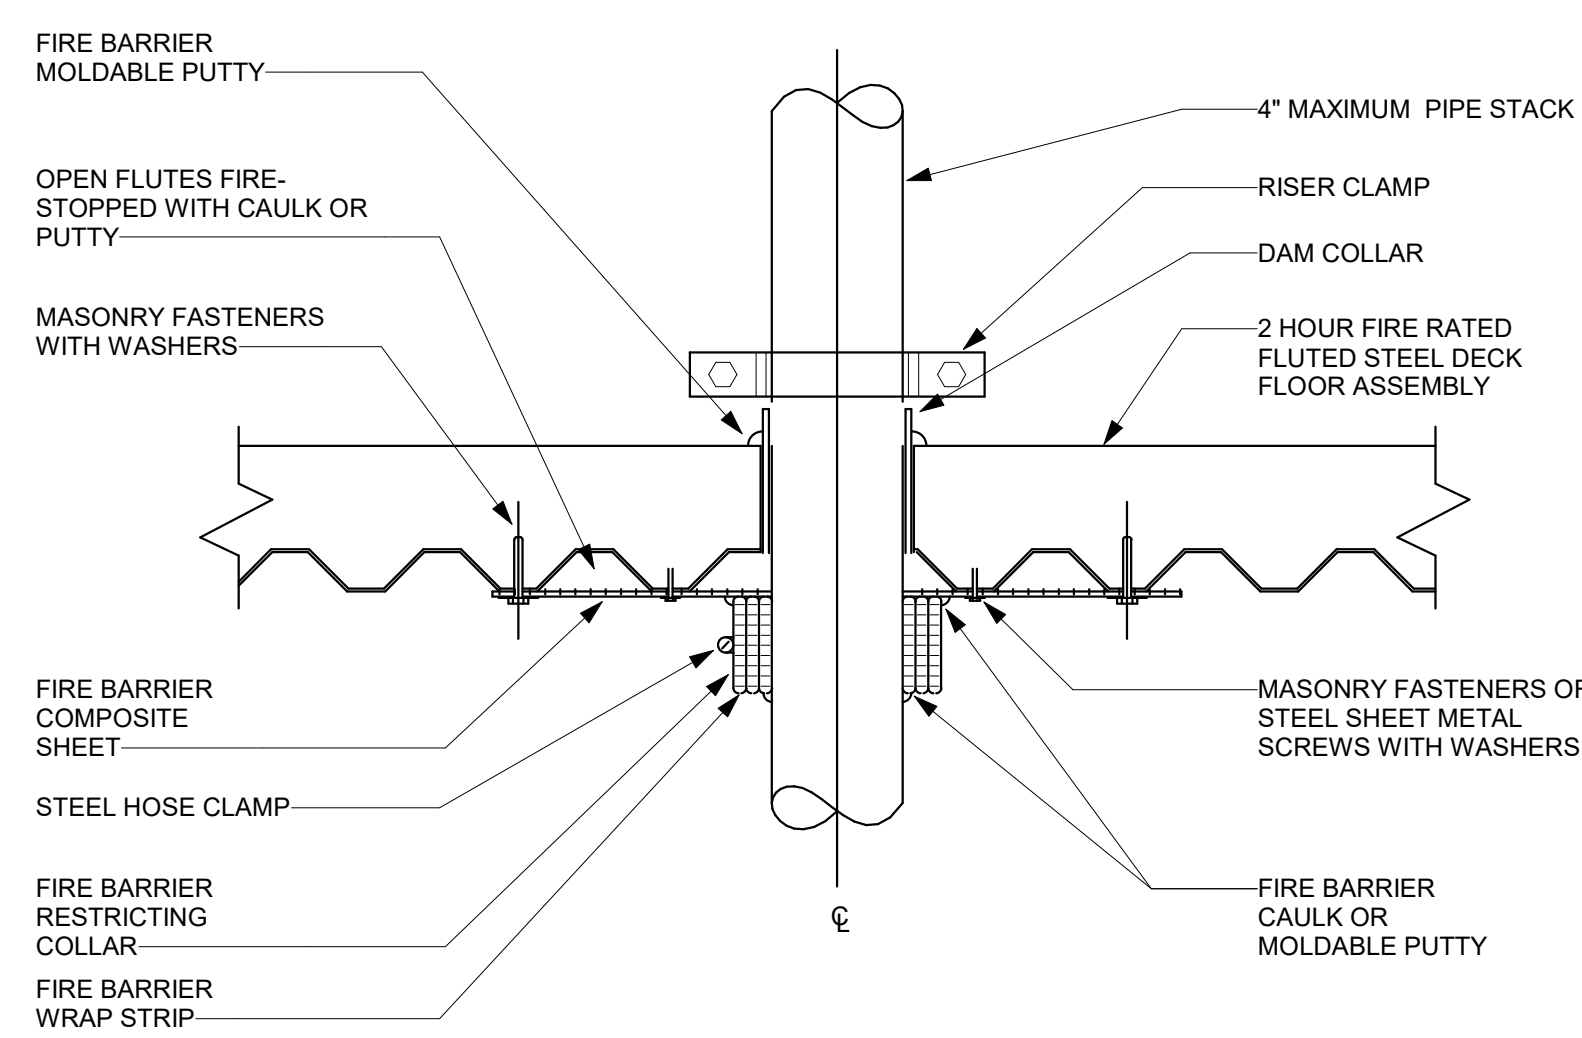 FIRE BARRIER
MOLDABLE PUTTY
OPEN FLUTES FIRE-
STOPPED WITH CAULK OR
PUTTY
MASONRY FASTENERS
WITH WASHERS
FIRE BARRIER
COMPOSITE
SHEET
STEEL HOSE CLAMP
FIRE BARRIER
RESTRICTING
COLLAR
FIRE BARRIER
WRAP STRIP
4" MAXIMUM PIPE STACK
RISER CLAMP
DAM COLLAR
2 HOUR FIRE RATED
FLUTED STEEL DECK
FLOOR ASSEMBLY
MASONRY FASTENERS OR
STEEL SHEET METAL
SCREWS WITH WASHERS
FIRE BARRIER
CAULK OR
MOLDABLE PUTTY
℄